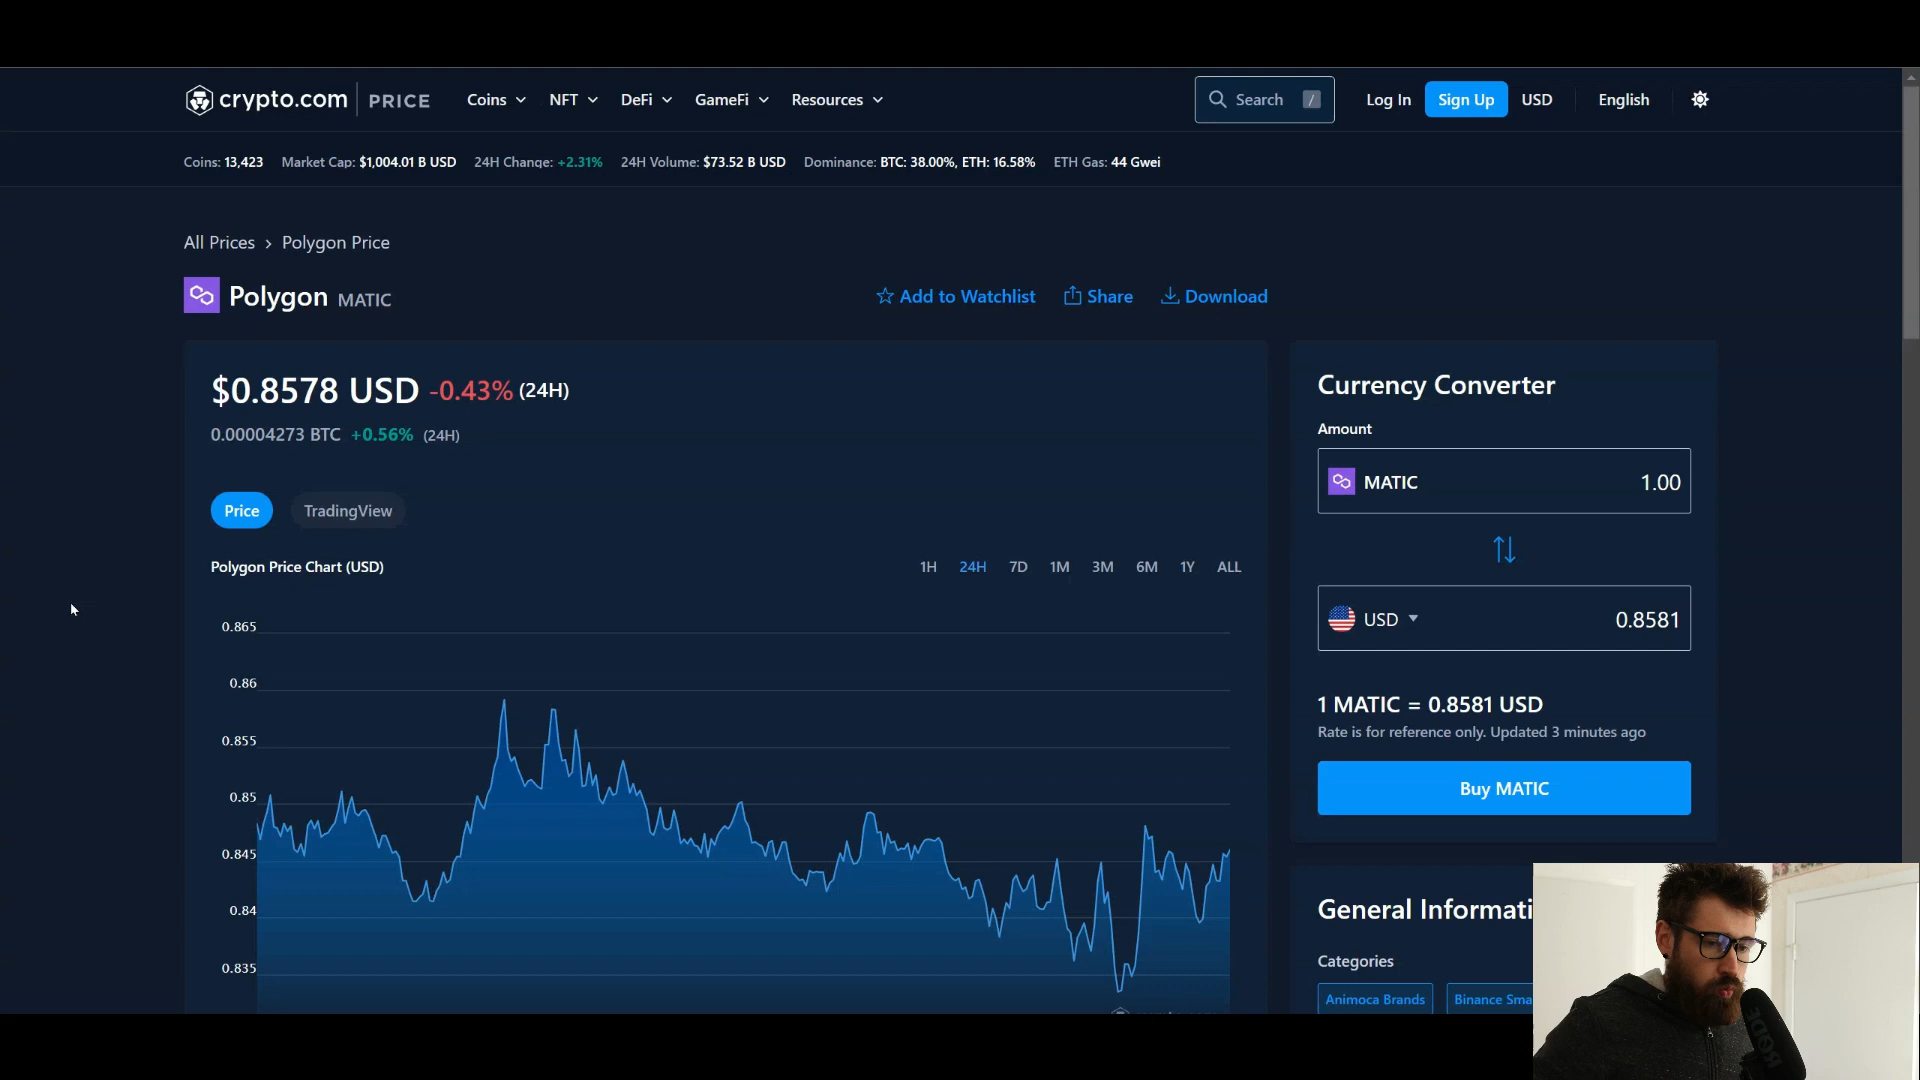 crypto.com PRICE Coins NFT DeFi GameFi Resources Search / Log In Sign Up USD English
Coins: 13,423 Market Cap: $1,004.01 B USD 24H Change: +2.31% 24H Volume: $73.52 B USD Dominance: BTC: 38.00%, ETH: 16.58% ETH Gas: 44 Gwei
All Prices › Polygon Price
Polygon MATIC
Add to Watchlist Share Download
$0.8578 USD -0.43% (24H)
0.00004273 BTC +0.56% (24H)
Price TradingView
Polygon Price Chart (USD)
1H 24H 7D 1M 3M 6M 1Y ALL
0.865
0.86
0.855
0.85
0.845
0.84
0.835
Currency Converter
Amount
MATIC 1.00
USD 0.8581
1 MATIC = 0.8581 USD
Rate is for reference only. Updated 3 minutes ago
Buy MATIC
General Informati
Categories
Animoca Brands Binance Sma
RODE